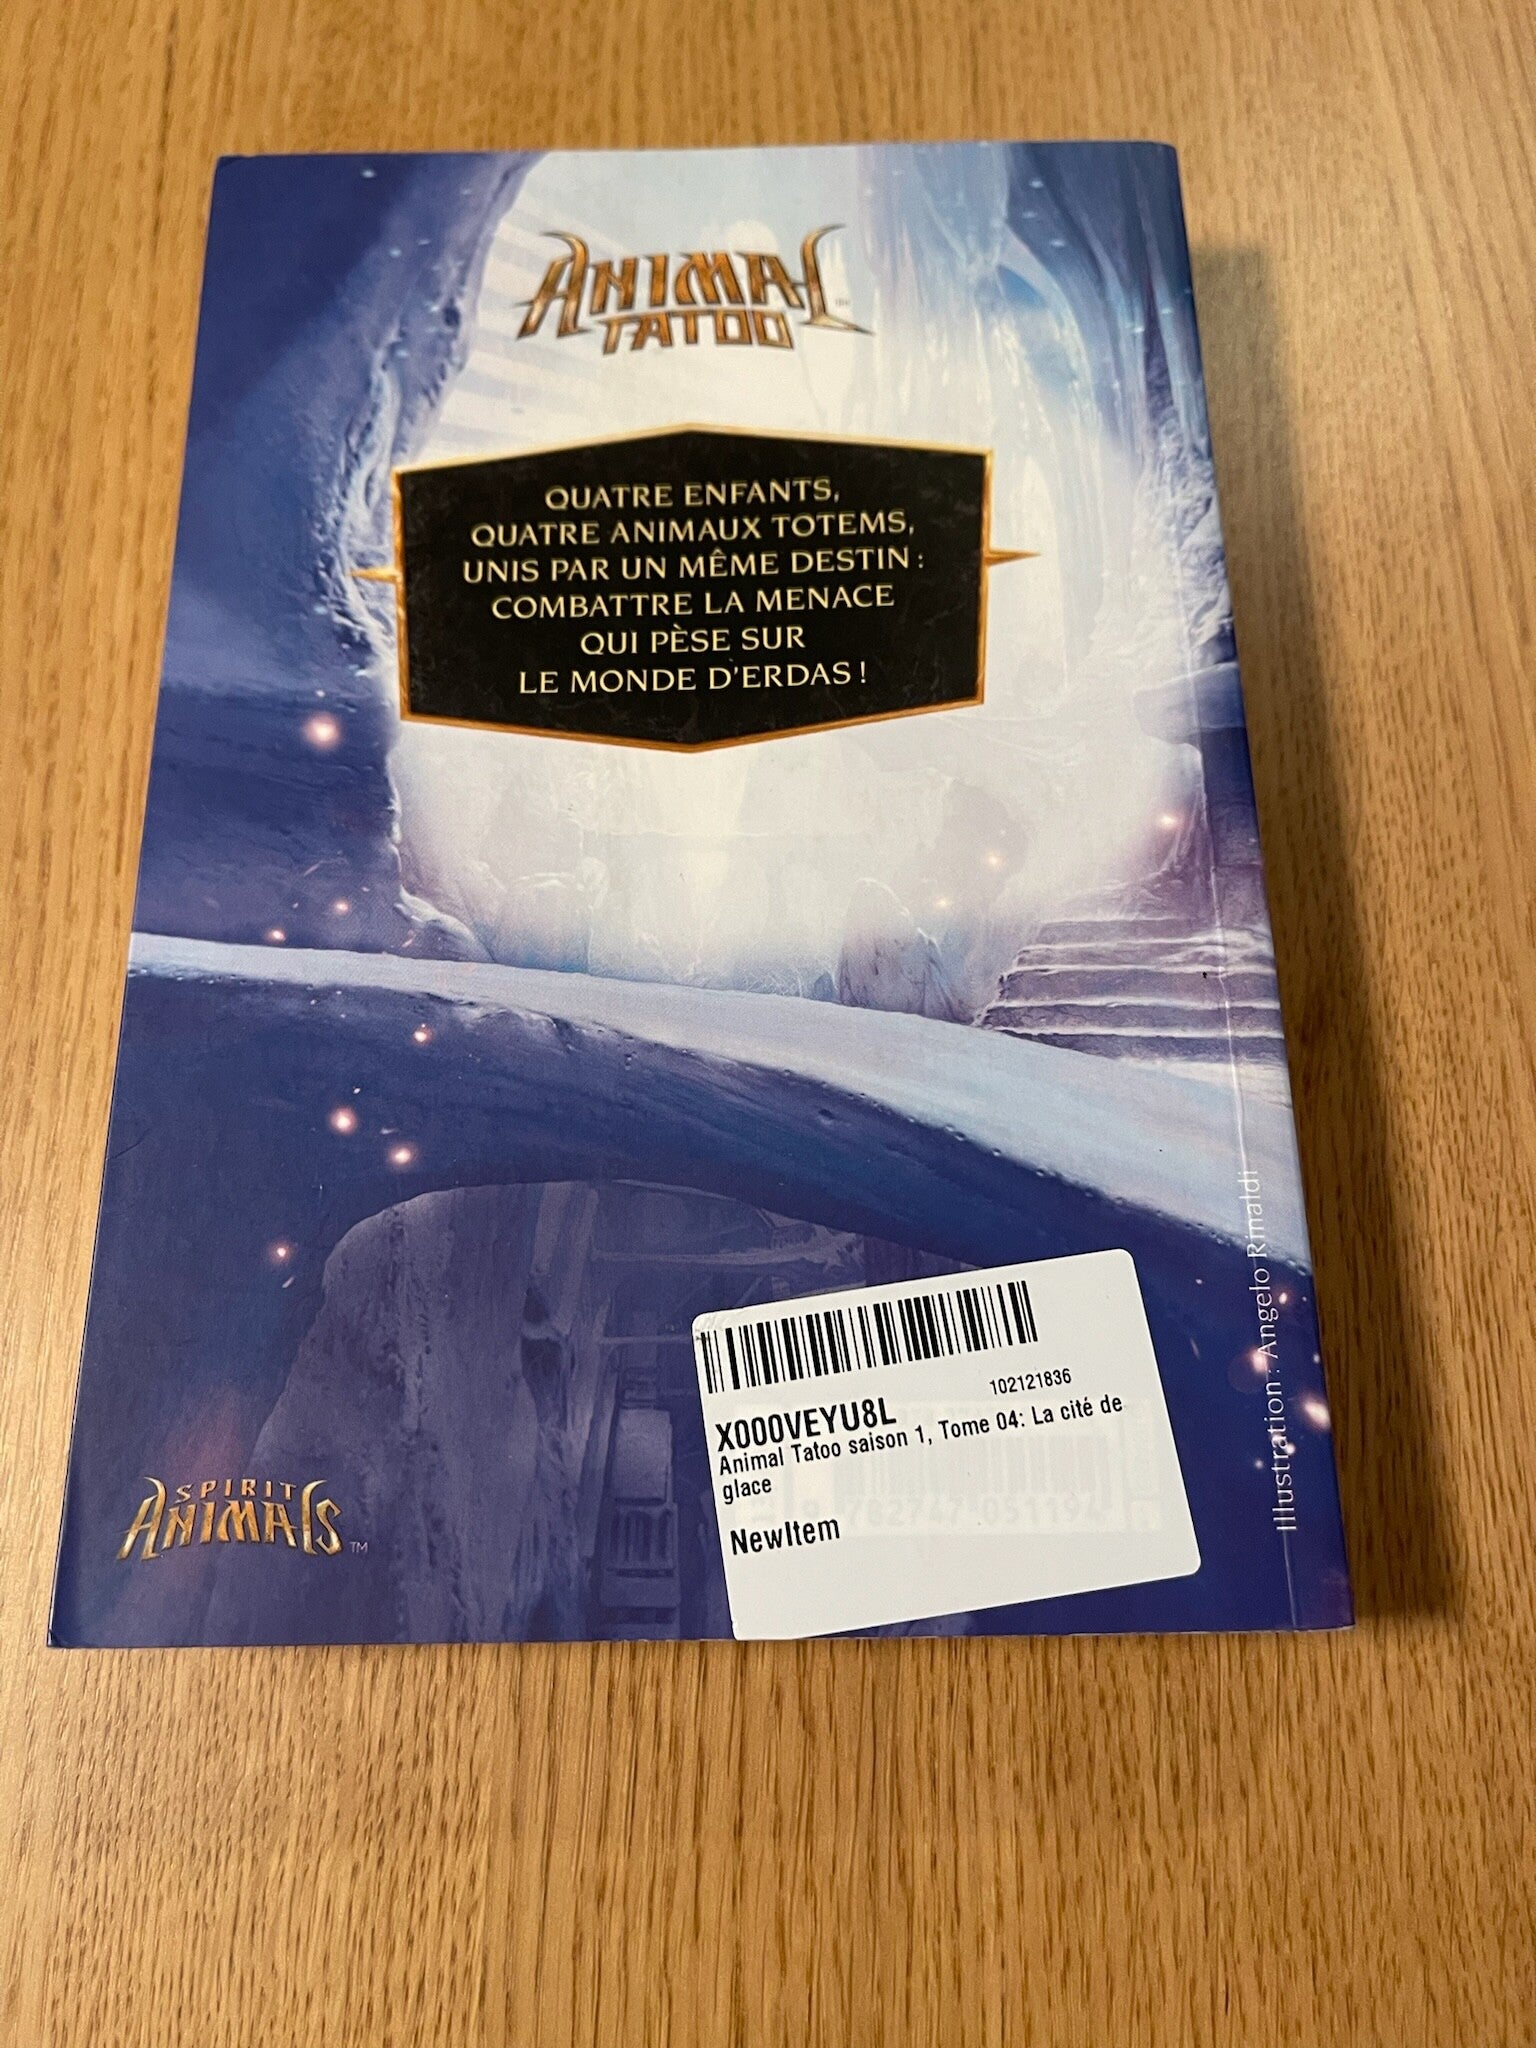 ANIMAL
TATOO
QUATRE ENFANTS,
QUATRE ANIMAUX TOTEMS,
UNIS PAR UN MÊME DESTIN :
COMBATTRE LA MENACE
QUI PÈSE SUR
LE MONDE D'ERDAS !
Illustration : Angelo Rinaldi
102121836
X000VEYU8L
Animal Tatoo saison 1, Tome 04: La cité de
glace
NewItem
SPIRIT
ANIMALS™